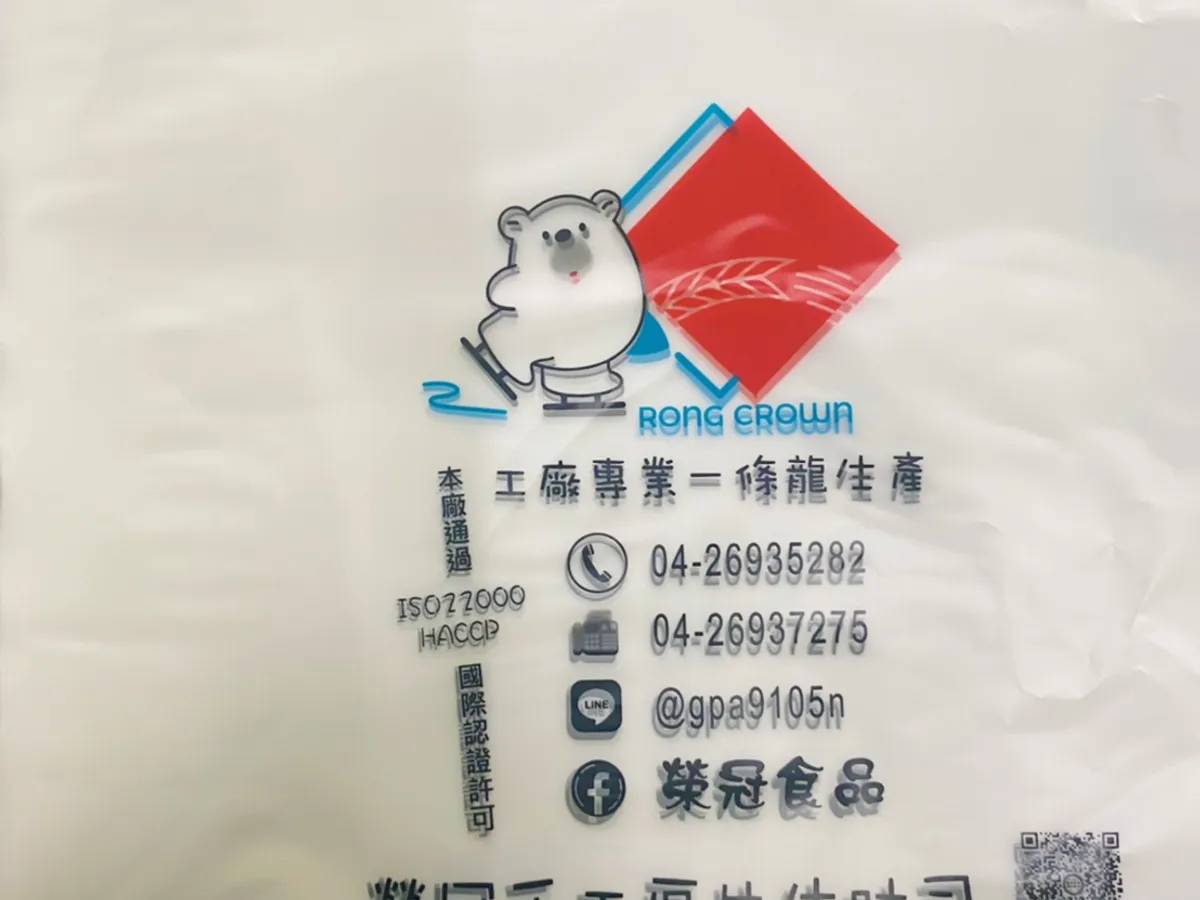 RONG CROWN
工廠專業一條龍生產
本廠通過
ISO22000
HACCP
國際認證許可
04-26935282
04-26937275
LINE
@gpa9105n
榮冠食品